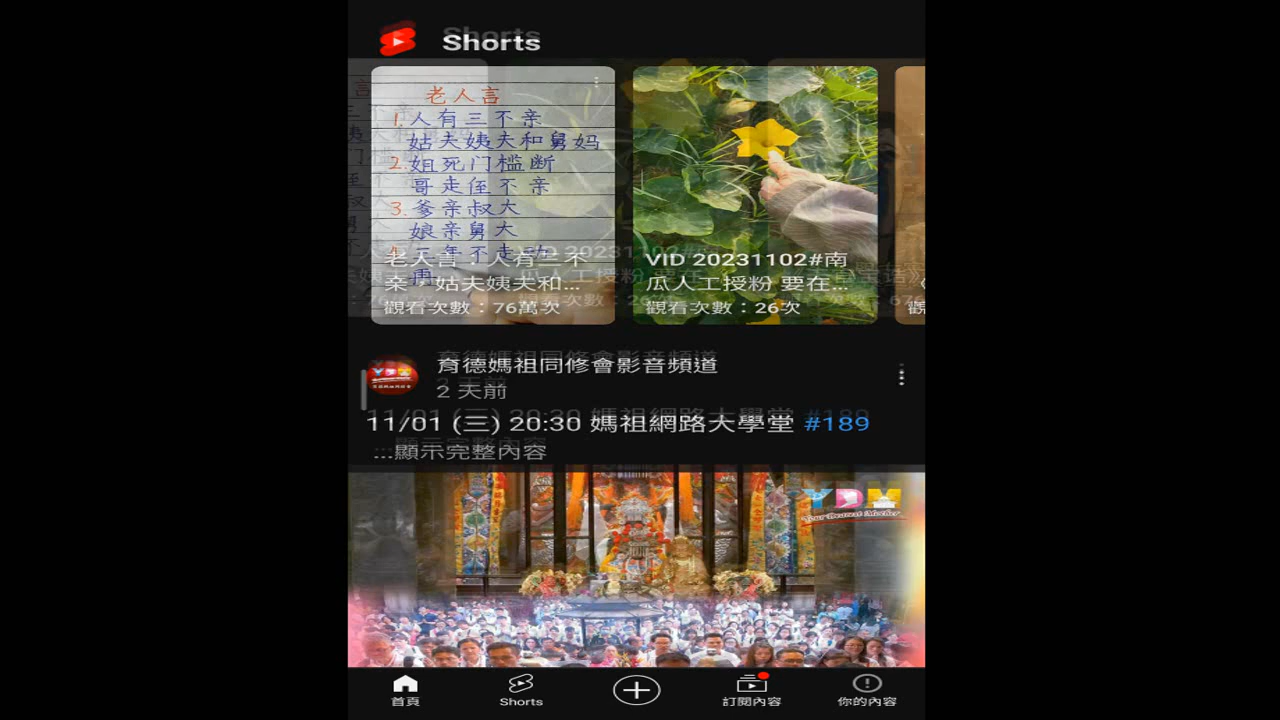 Shorts
老人言
1.人有三不亲
姑夫姨夫和舅妈
2.姐死门槛断
哥走侄不亲
3.爹亲叔大
娘亲舅大
老人言：人有三不
亲，姑夫姨夫和...
觀看次數：76萬次
VID 20231102#南
瓜人工授粉 要在...
觀看次數：26次
育德媽祖同修會影音頻道
2 天前
11/01 (三) 20:30 媽祖網路大學堂 #189
...顯示完整內容
YDM
Your Dearest Mother
首頁
Shorts
訂閱內容
你的內容